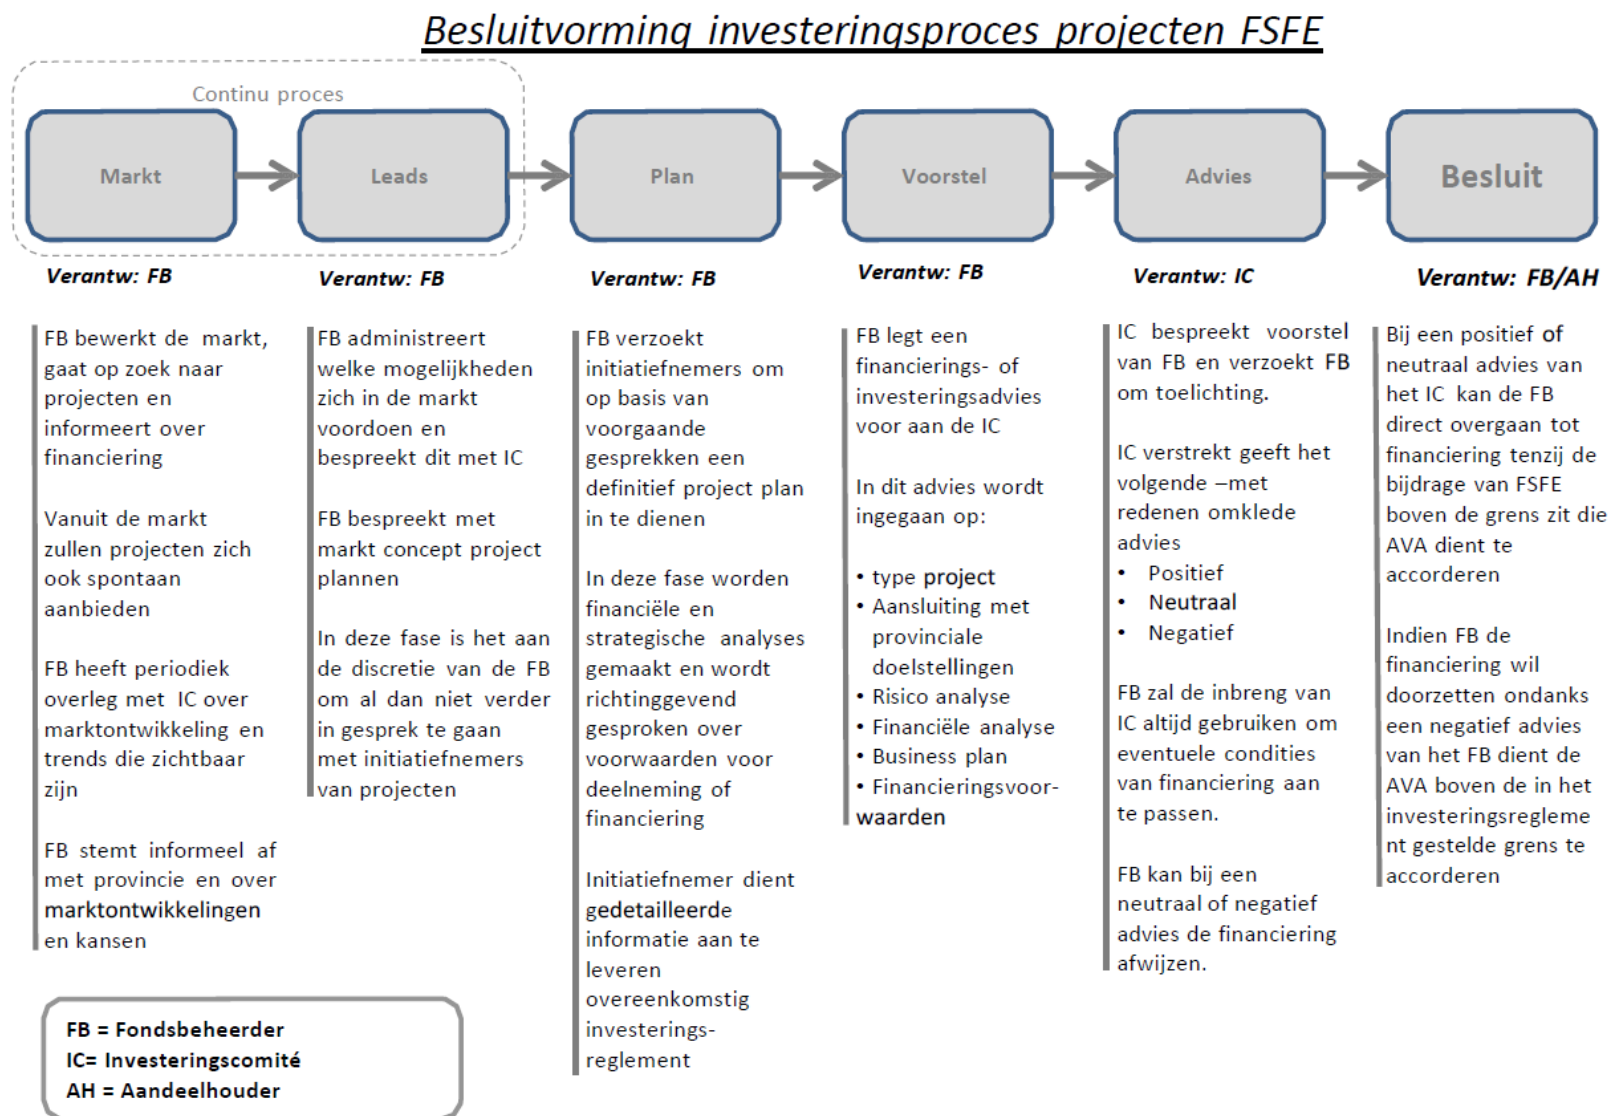 Besluitvorming investeringsproces projecten FSFE
Continu proces
Markt
Leads
Plan
Voorstel
Advies
Besluit
Verantw: FB
Verantw: FB
Verantw: FB
Verantw: FB
Verantw: IC
Verantw: FB/AH
FB bewerkt de markt,
gaat op zoek naar
projecten en
informeert over
financiering
Vanuit de markt
zullen projecten zich
ook spontaan
aanbieden
FB heeft periodiek
overleg met IC over
marktontwikkeling en
trends die zichtbaar
zijn
FB stemt informeel af
met provincie en over
marktontwikkelingen
en kansen
FB administreert
welke mogelijkheden
zich in de markt
voordoen en
bespreekt dit met IC
FB bespreekt met
markt concept project
plannen
In deze fase is het aan
de discretie van de FB
om al dan niet verder
in gesprek te gaan
met initiatiefnemers
van projecten
FB verzoekt
initiatiefnemers om
op basis van
voorgaande
gesprekken een
definitief project plan
in te dienen
In deze fase worden
financiële en
strategische analyses
gemaakt en wordt
richtinggevend
gesproken over
voorwaarden voor
deelneming of
financiering
Initiatiefnemer dient
gedetailleerde
informatie aan te
leveren
overeenkomstig
investerings-
reglement
FB legt een
financierings- of
investeringsadvies
voor aan de IC
In dit advies wordt
ingegaan op:
• type project
• Aansluiting met
provinciale
doelstellingen
• Risico analyse
• Financiële analyse
• Business plan
• Financieringsvoor-
waarden
IC bespreekt voorstel
van FB en verzoekt FB
om toelichting.
IC verstrekt geeft het
volgende –met
redenen omklede
advies
• Positief
• Neutraal
• Negatief
FB zal de inbreng van
IC altijd gebruiken om
eventuele condities
van financiering aan
te passen.
FB kan bij een
neutraal of negatief
advies de financiering
afwijzen.
Bij een positief of
neutraal advies van
het IC kan de FB
direct overgaan tot
financiering tenzij de
bijdrage van FSFE
boven de grens zit die
AVA dient te
accorderen
Indien FB de
financiering wil
doorzetten ondanks
een negatief advies
van het FB dient de
AVA boven de in het
investeringsregleme
nt gestelde grens te
accorderen
FB = Fondsbeheerder
IC= Investeringscomité
AH = Aandeelhouder